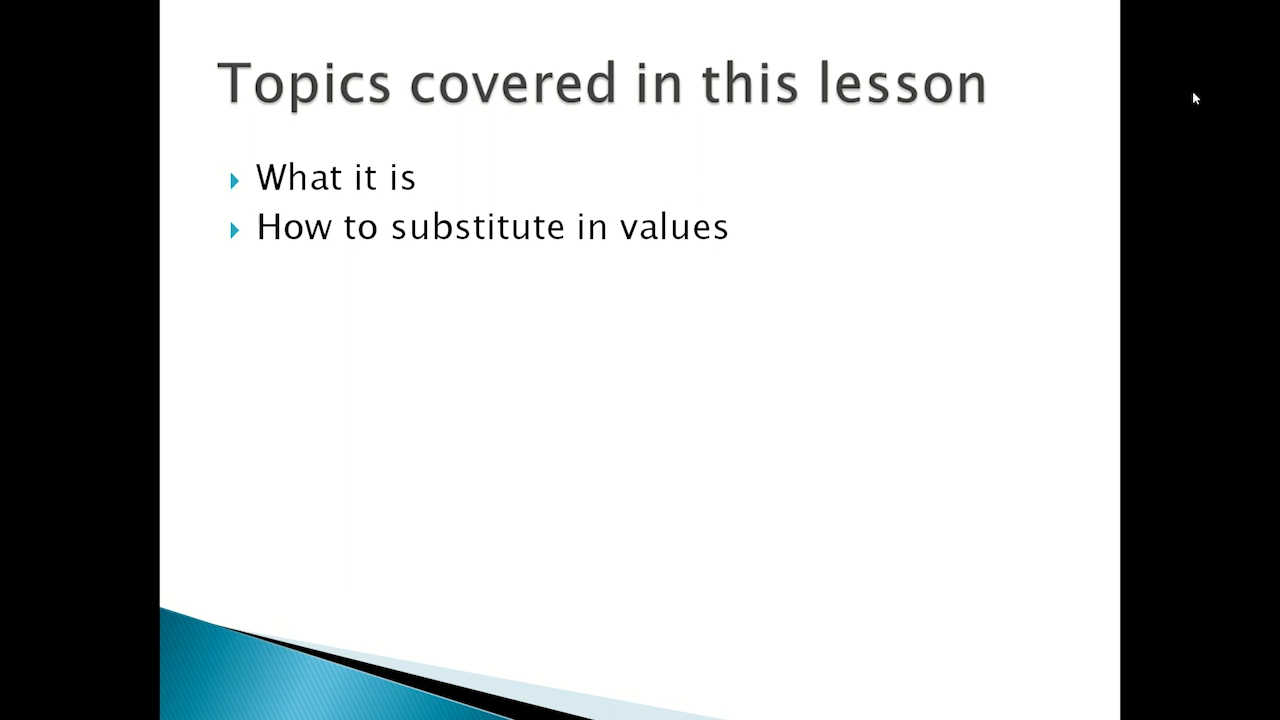 Topics covered in this lesson
What it is
How to substitute in values